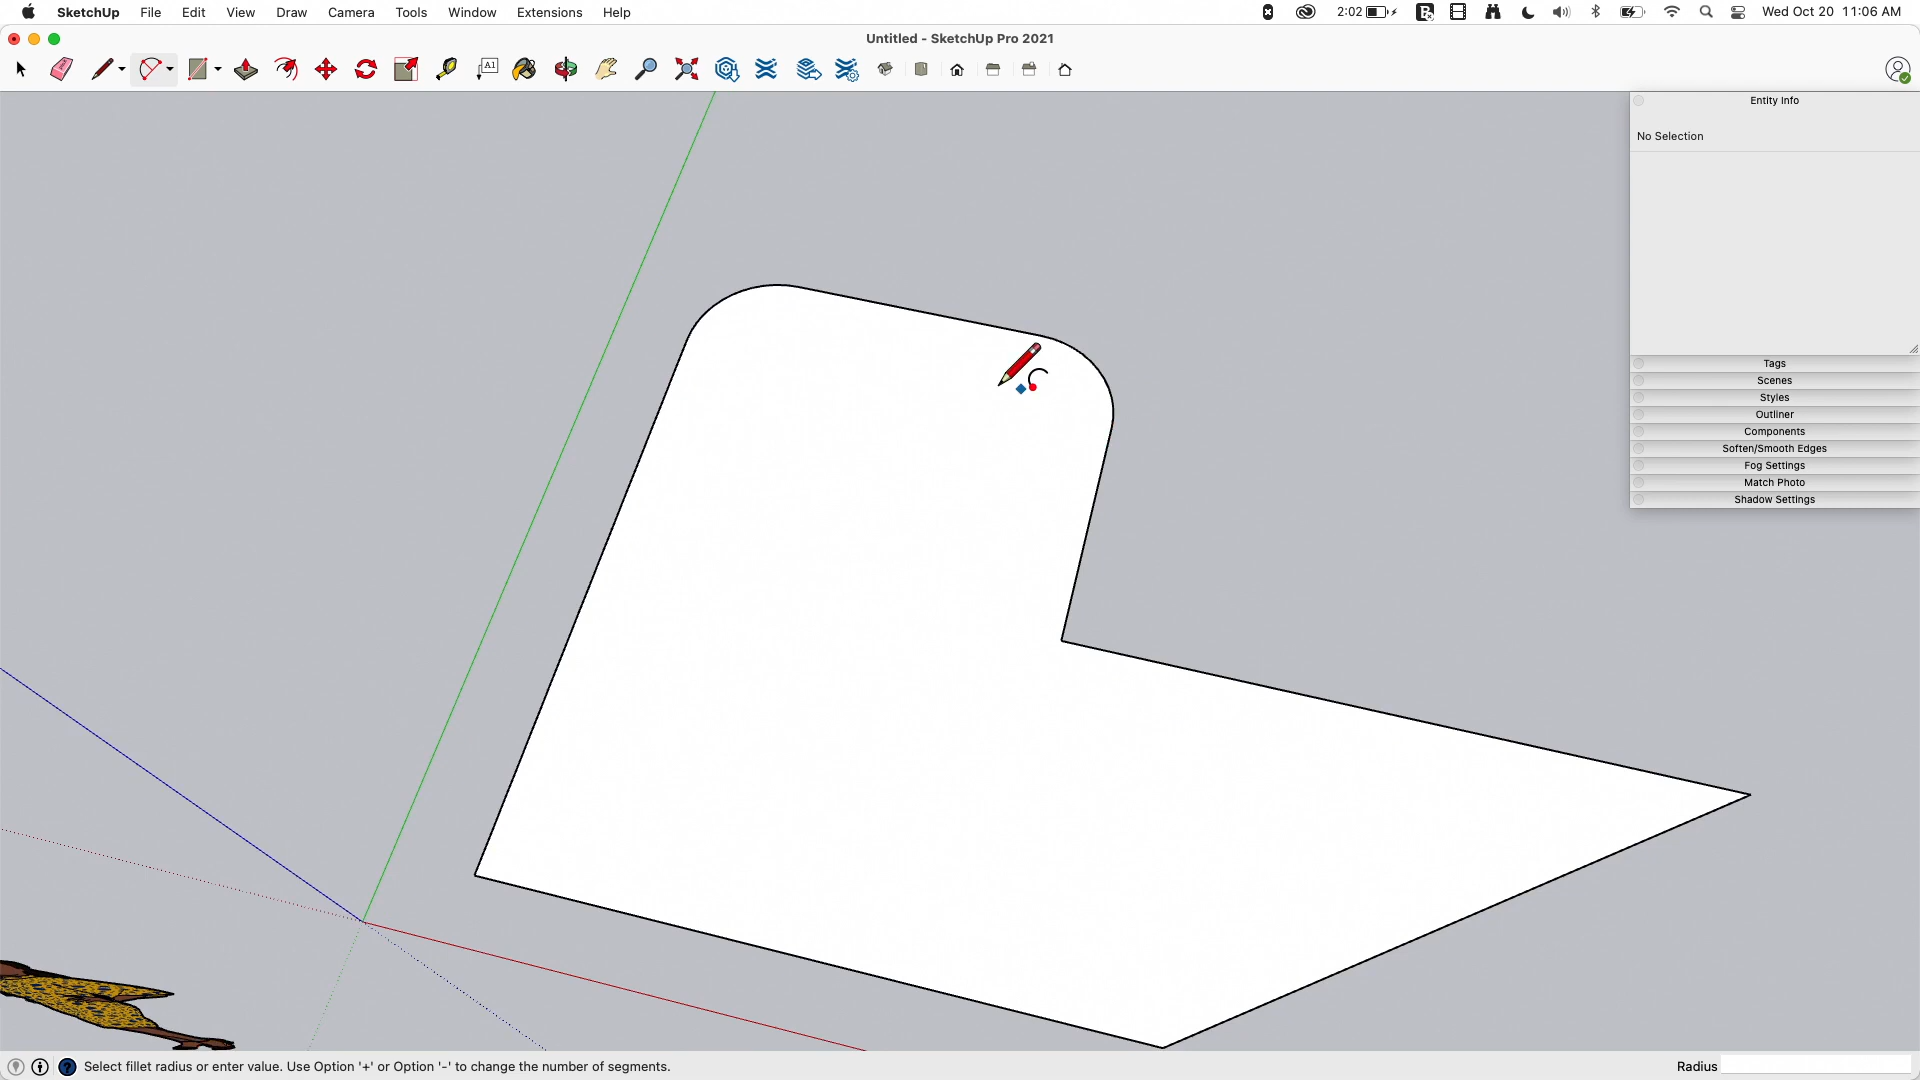 SketchUp File Edit View Draw Camera Tools Window Extensions Help 2:02 Wed Oct 20 11:06 AM
Untitled - SketchUp Pro 2021
A1
Entity Info
No Selection
Tags
Scenes
Styles
Outliner
Components
Soften/Smooth Edges
Fog Settings
Match Photo
Shadow Settings
Select fillet radius or enter value. Use Option '+' or Option '-' to change the number of segments. Radius